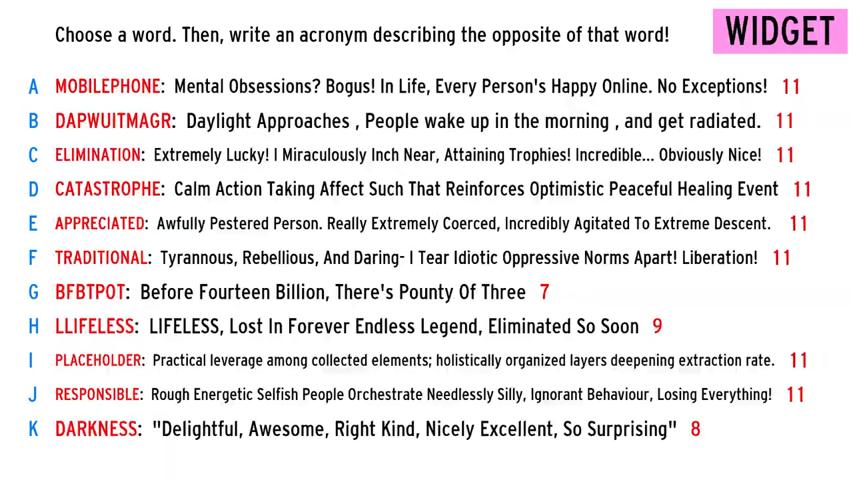 Choose a word. Then, write an acronym describing the opposite of that word!
WIDGET
A MOBILEPHONE: Mental Obsessions? Bogus! In Life, Every Person's Happy Online. No Exceptions! 11
B DAPWUITMAGR: Daylight Approaches , People wake up in the morning , and get radiated. 11
C ELIMINATION: Extremely Lucky! I Miraculously Inch Near, Attaining Trophies! Incredible... Obviously Nice! 11
D CATASTROPHE: Calm Action Taking Affect Such That Reinforces Optimistic Peaceful Healing Event 11
E APPRECIATED: Awfully Pestered Person. Really Extremely Coerced, Incredibly Agitated To Extreme Descent. 11
F TRADITIONAL: Tyrannous, Rebellious, And Daring- I Tear Idiotic Oppressive Norms Apart! Liberation! 11
G BFBTPOT: Before Fourteen Billion, There's Pounty Of Three 7
H LLIFELESS: LIFELESS, Lost In Forever Endless Legend, Eliminated So Soon 9
I PLACEHOLDER: Practical leverage among collected elements; holistically organized layers deepening extraction rate. 11
J RESPONSIBLE: Rough Energetic Selfish People Orchestrate Needlessly Silly, Ignorant Behaviour, Losing Everything! 11
K DARKNESS: "Delightful, Awesome, Right Kind, Nicely Excellent, So Surprising" 8